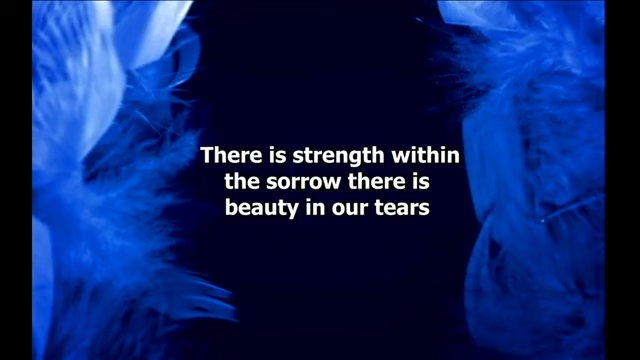 There is strength within
the sorrow there is
beauty in our tears